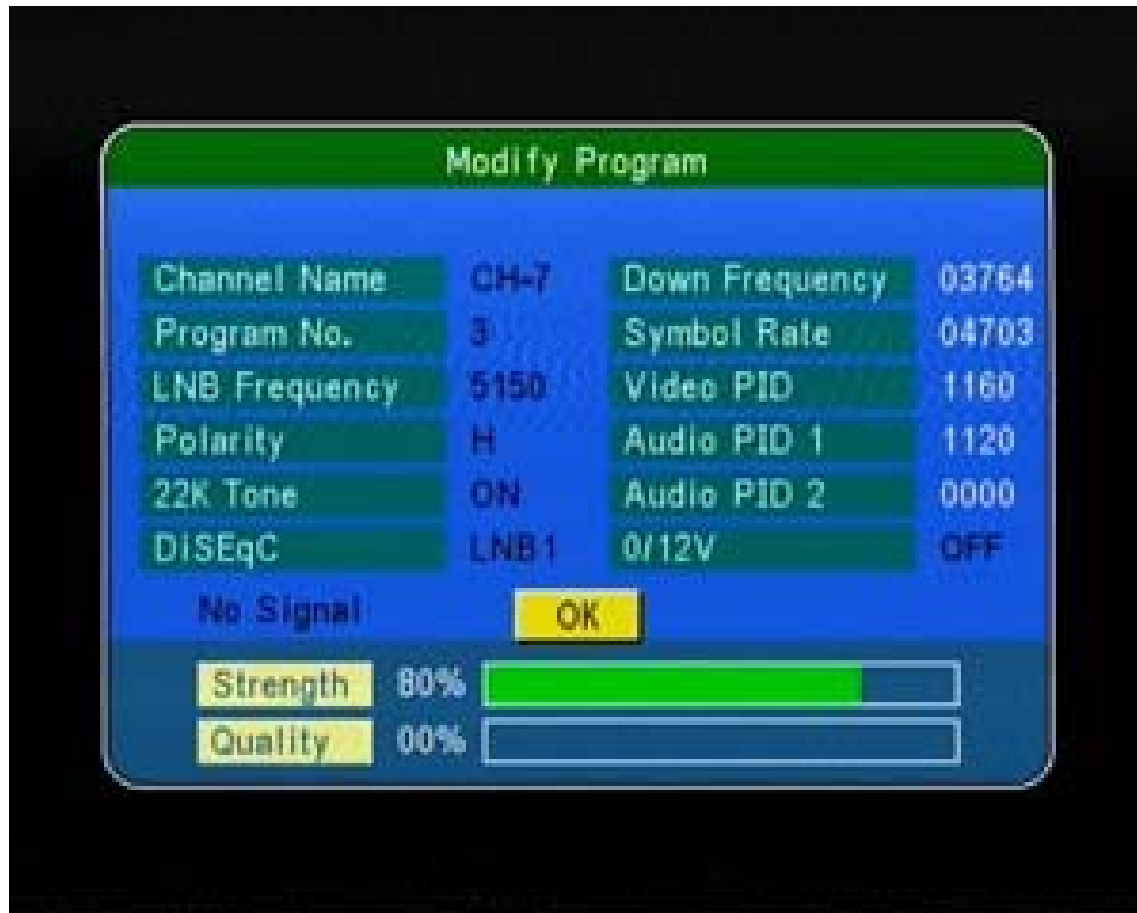 Modify Program
Channel Name CH-7 Down Frequency 03764
Program No. 3 Symbol Rate 04703
LNB Frequency 5150 Video PID 1160
Polarity H Audio PID 1 1120
22K Tone ON Audio PID 2 0000
DiSEqC LNB1 0/12V OFF
No Signal OK
Strength 80%
Quality 00%